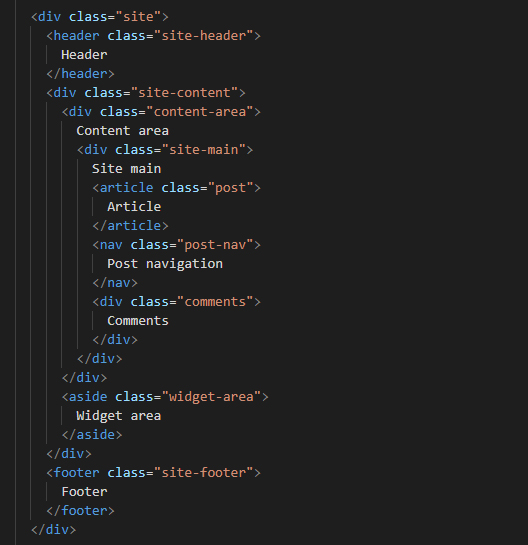 <div class="site">
<header class="site-header">
Header
</header>
<div class="site-content">
<div class="content-area">
Content area
<div class="site-main">
Site main
<article class="post">
Article
</article>
<nav class="post-nav">
Post navigation
</nav>
<div class="comments">
Comments
</div>
</div>
</div>
<aside class="widget-area">
Widget area
</aside>
</div>
<footer class="site-footer">
Footer
</footer>
</div>